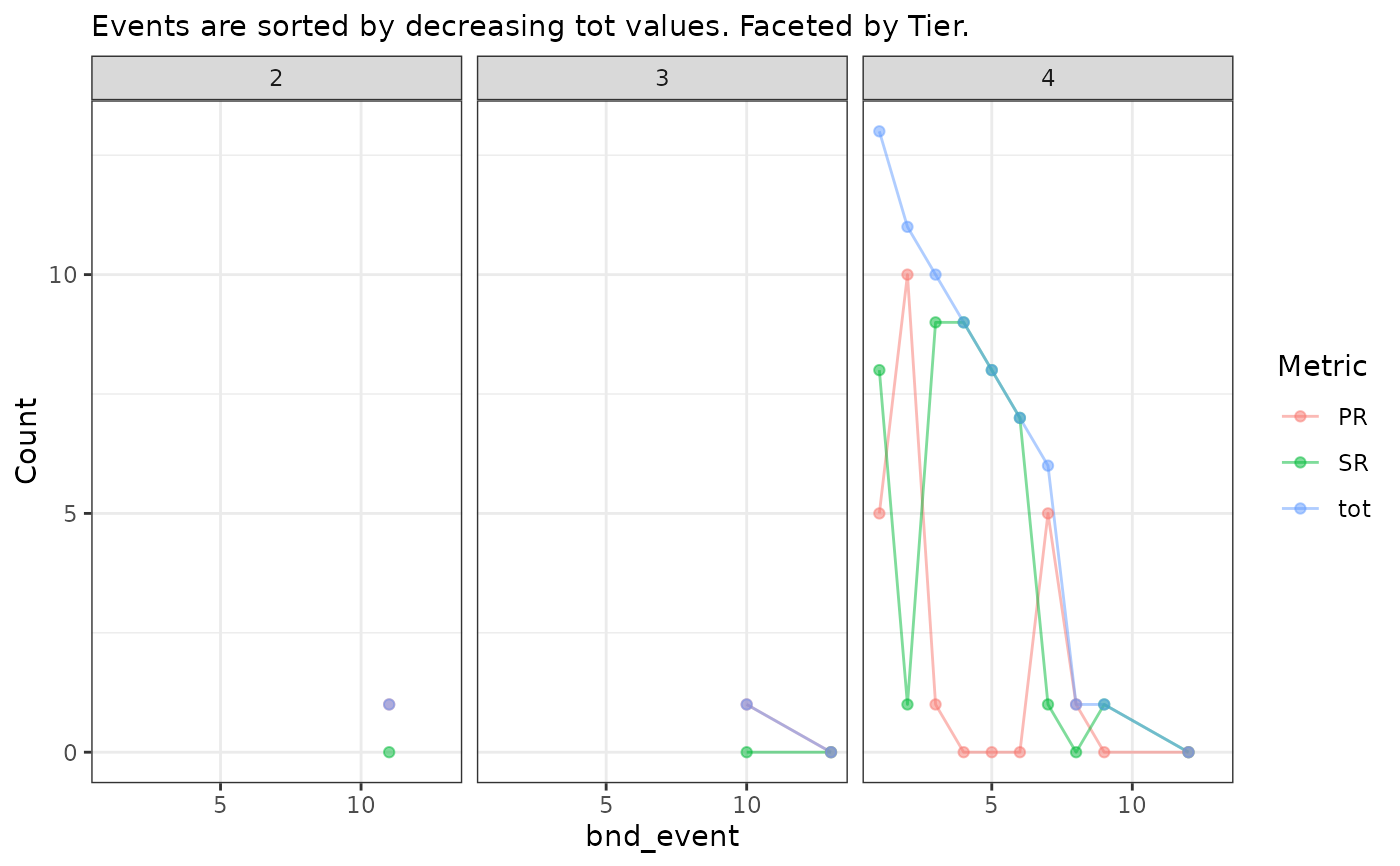 Events are sorted by decreasing tot values. Faceted by Tier.
2 3 4
10
5
0
Count
5 10 5 10 5 10
bnd_event
Metric
PR
SR
tot